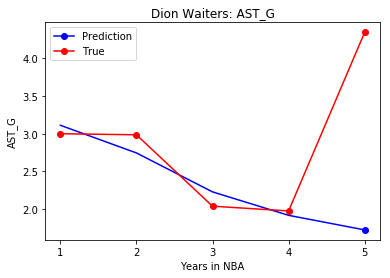 Dion Waiters: AST_G
Prediction
True
AST_G
4.0
3.5
3.0
2.5
2.0
1
2
3
4
5
Years in NBA